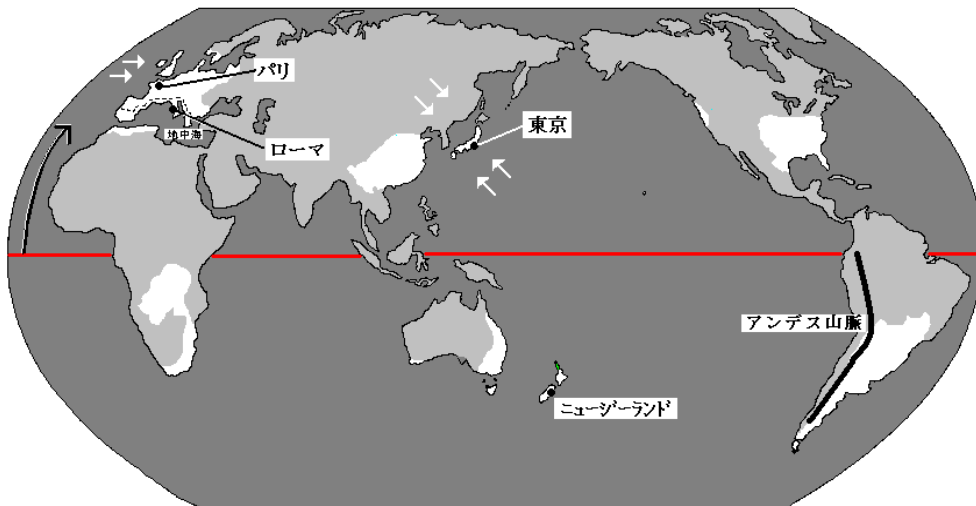 パリ
東京
地中海
ローマ
アンデス山脈
ニュージーランド